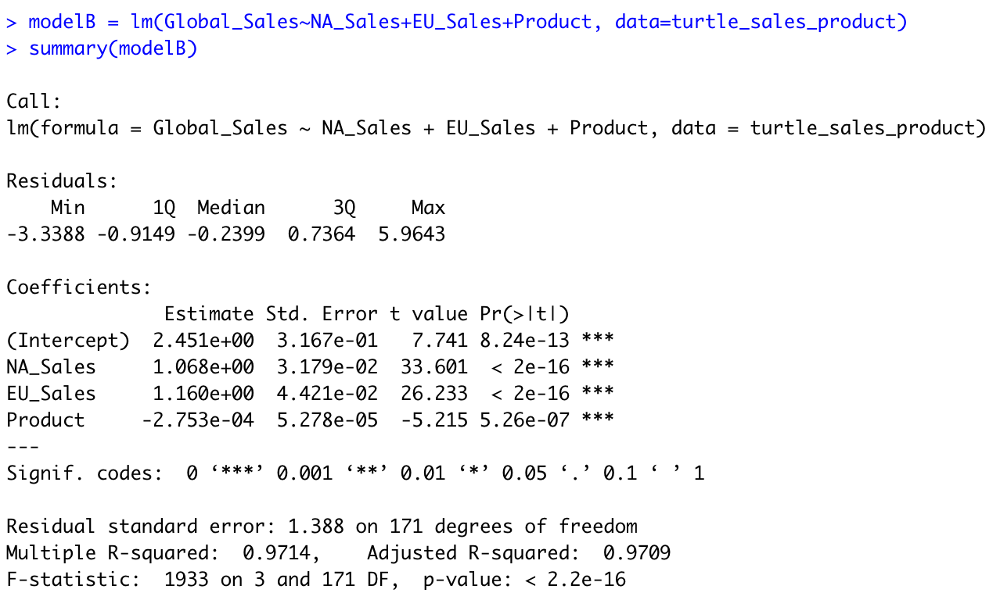 > modelB = lm(Global_Sales~NA_Sales+EU_Sales+Product, data=turtle_sales_product)
> summary(modelB)

Call:
lm(formula = Global_Sales ~ NA_Sales + EU_Sales + Product, data = turtle_sales_product)

Residuals:
    Min      1Q  Median      3Q     Max
-3.3388 -0.9149 -0.2399  0.7364  5.9643

Coefficients:
              Estimate Std. Error t value Pr(>|t|)
(Intercept)  2.451e+00  3.167e-01   7.741 8.24e-13 ***
NA_Sales     1.068e+00  3.179e-02  33.601  < 2e-16 ***
EU_Sales     1.160e+00  4.421e-02  26.233  < 2e-16 ***
Product     -2.753e-04  5.278e-05  -5.215 5.26e-07 ***
---
Signif. codes:  0 ‘***’ 0.001 ‘**’ 0.01 ‘*’ 0.05 ‘.’ 0.1 ‘ ’ 1

Residual standard error: 1.388 on 171 degrees of freedom
Multiple R-squared:  0.9714,    Adjusted R-squared:  0.9709
F-statistic:  1933 on 3 and 171 DF,  p-value: < 2.2e-16